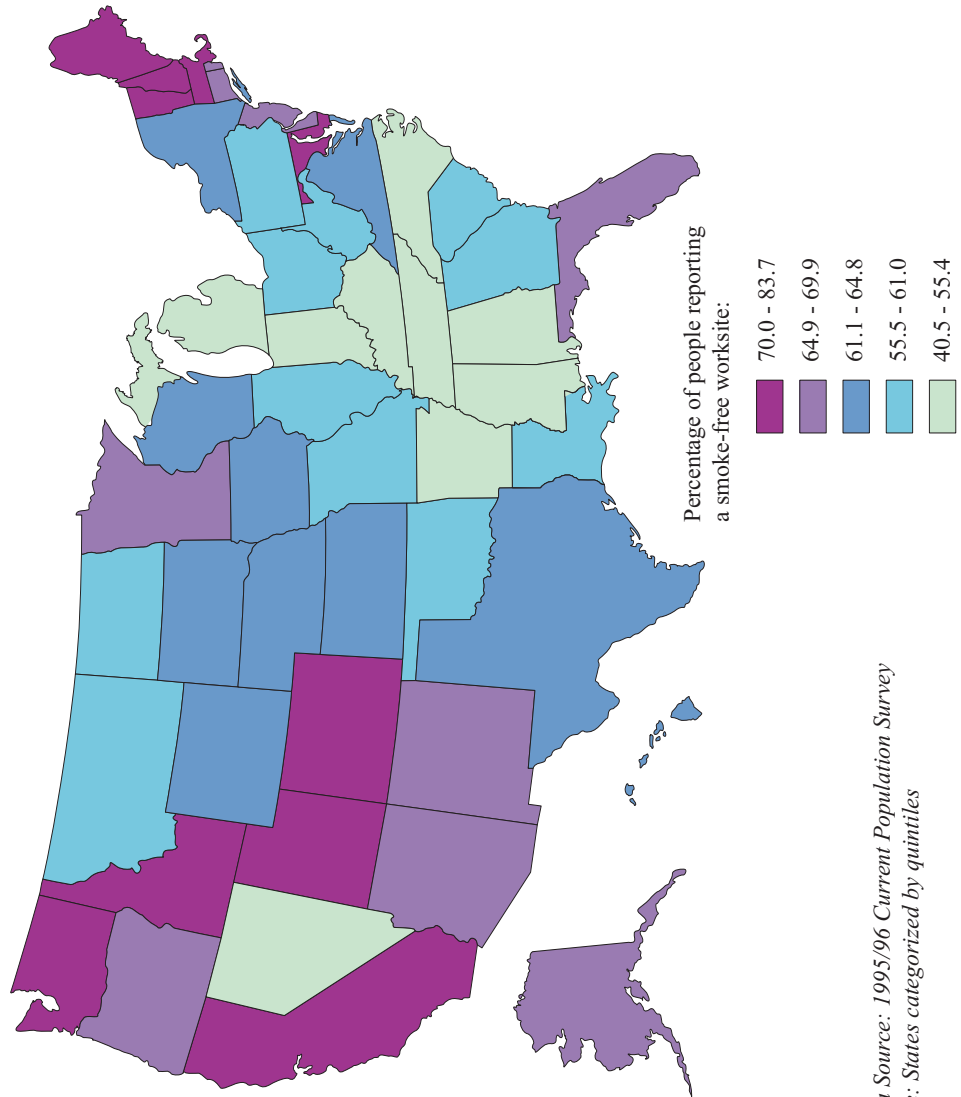 Percentage of people reporting
a smoke-free worksite:
70.0 - 83.7
64.9 - 69.9
61.1 - 64.8
55.5 - 61.0
40.5 - 55.4
Source: 1995/96 Current Population Survey
: States categorized by quintiles